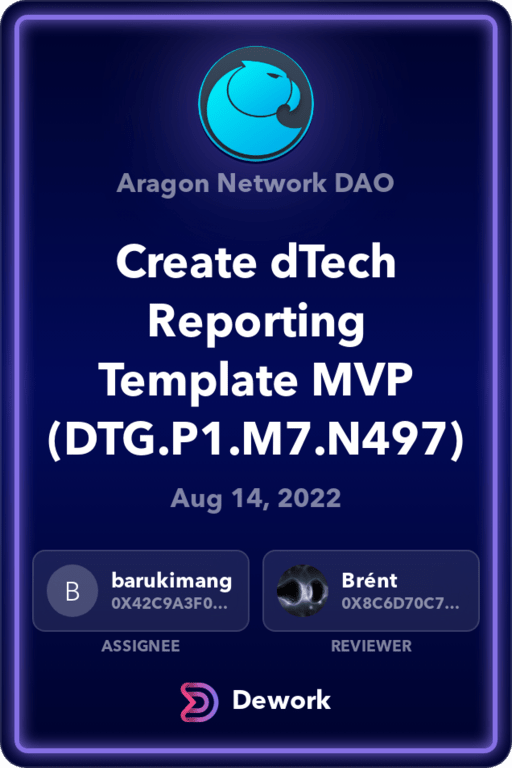 Aragon Network DAO
Create dTech
Reporting
Template MVP
(DTG.P1.M7.N497)
Aug 14, 2022
B
barukimang
0X42C9A3F0...
ASSIGNEE
Brént
0X8C6D70C7...
REVIEWER
Dework